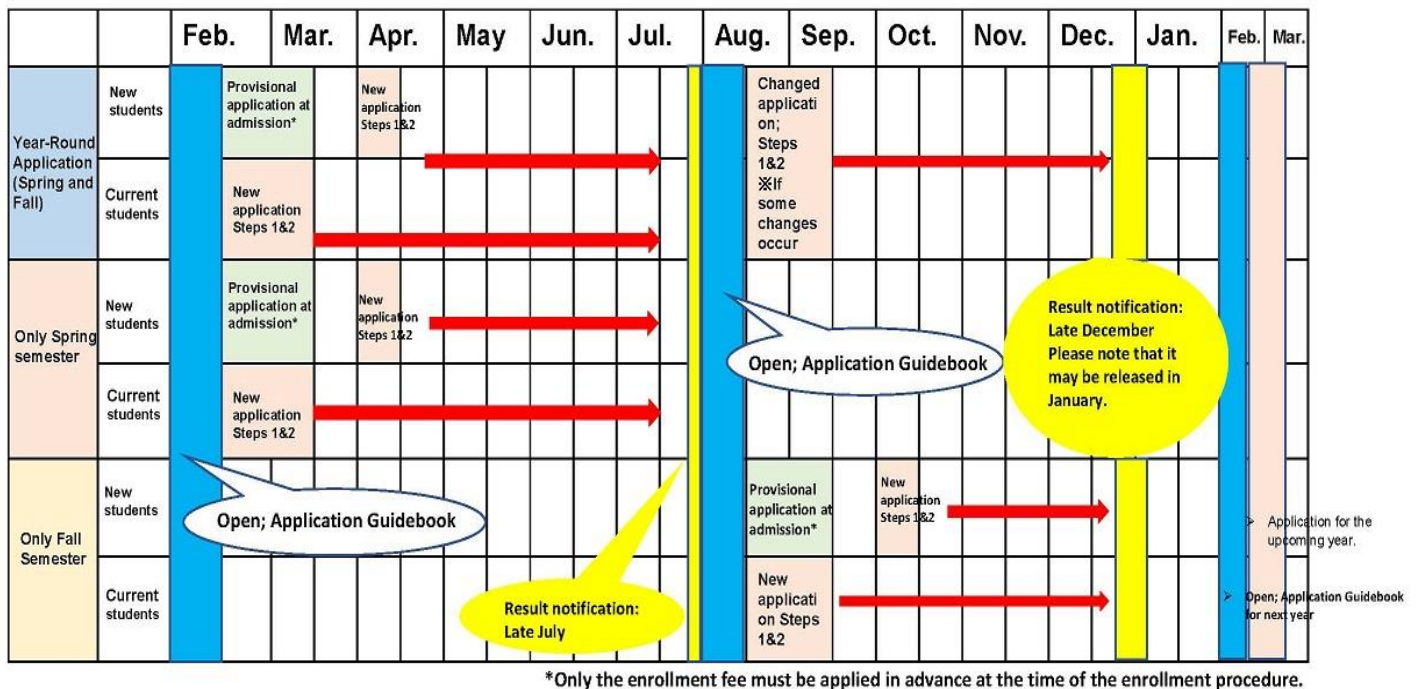 Feb. Mar. Apr. May Jun. Jul. Aug. Sep. Oct. Nov. Dec. Jan. Feb. Mar.
Year-Round
Application
(Spring and
Fall)
New
students
Provisional
application at
admission*
New
application
Steps 1&2
Changed
applicati
on;
Steps
1&2
※If
some
changes
occur
Current
students
New
application
Steps 1&2
Only Spring
semester
New
students
Provisional
application at
admission*
New
application
Steps 1&2
Open; Application Guidebook
Result notification:
Late December
Please note that it
may be released in
January.
Current
students
New
application
Steps 1&2
Only Fall
Semester
New
students
Open; Application Guidebook
Provisional
application at
admission*
New
application
Steps 1&2
➢ Application for the
upcoming year.
Current
students
Result notification:
Late July
New
applicati
on Steps
1&2
➢ Open; Application Guidebook
for next year
*Only the enrollment fee must be applied in advance at the time of the enrollment procedure.